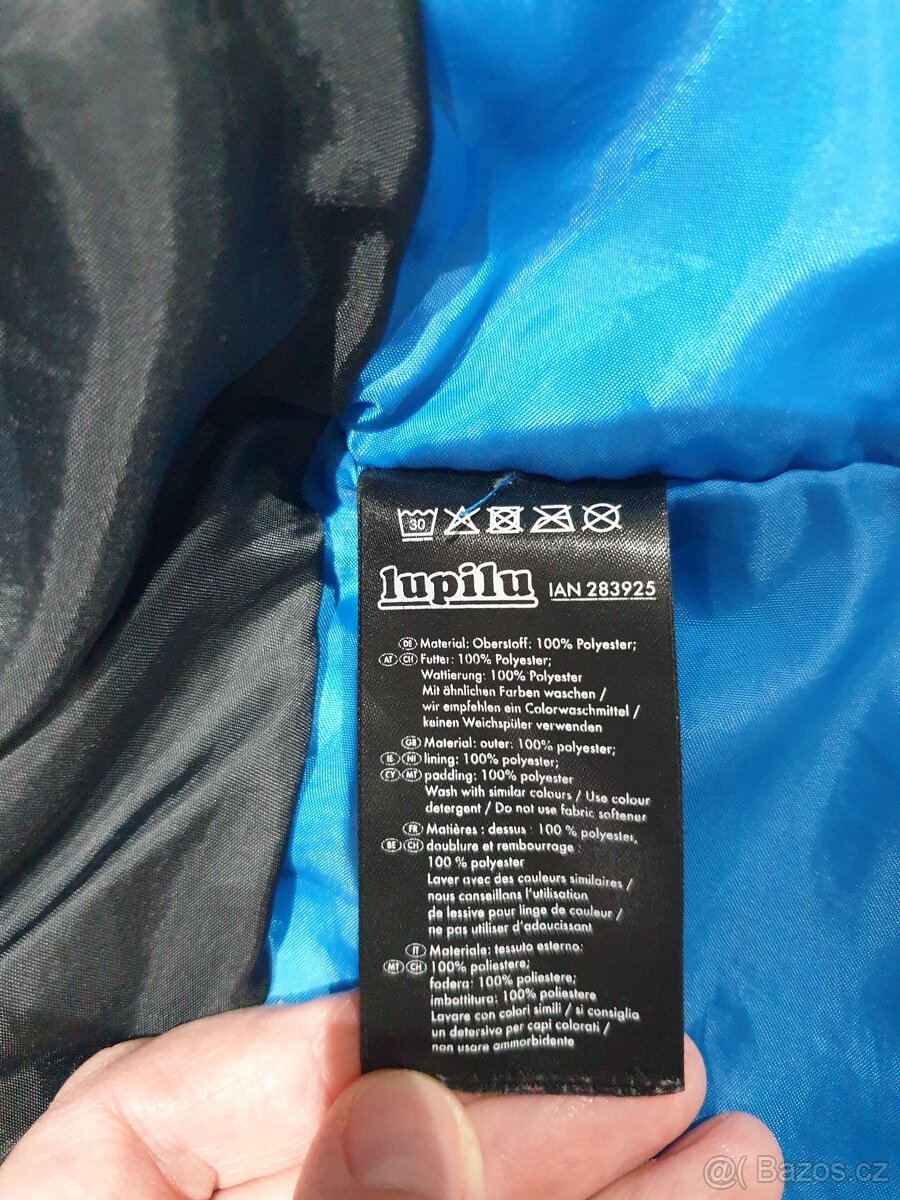 30
lupilu IAN 283925
DE Material: Oberstoff: 100% Polyester;
AT CH Futter: 100% Polyester;
Wattierung: 100% Polyester
Mit ähnlichen Farben waschen /
wir empfehlen ein Colorwaschmittel /
keinen Weichspüler verwenden
GB Material: outer: 100% polyester;
IE NI lining: 100% polyester;
CY MT padding: 100% polyester
Wash with similar colours / Use colour
detergent / Do not use fabric softener
FR Matières : dessus : 100 % polyester,
BE CH doublure et rembourrage :
100 % polyester
Laver avec des couleurs similaires /
nous conseillons l'utilisation
de lessive pour linge de couleur /
ne pas utiliser d'adoucissant
IT Materiale: tessuto esterno:
MT CH 100% poliestere;
fodera: 100% poliestere;
imbottitura: 100% poliestere
Lavare con colori simili / si consiglia
un detersivo per capi colorati /
non usare ammorbidente
@( Bazos.cz